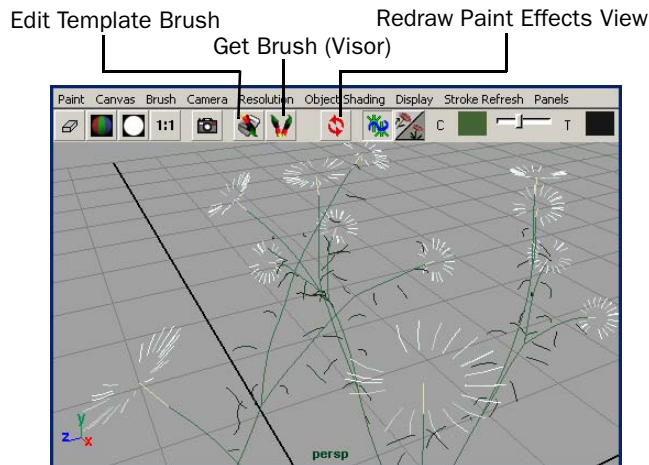 Edit Template Brush
Redraw Paint Effects View
Get Brush (Visor)
Paint Canvas Brush Camera Resolution Object Shading Display Stroke Refresh Panels
1:1 C T
y
z x
persp